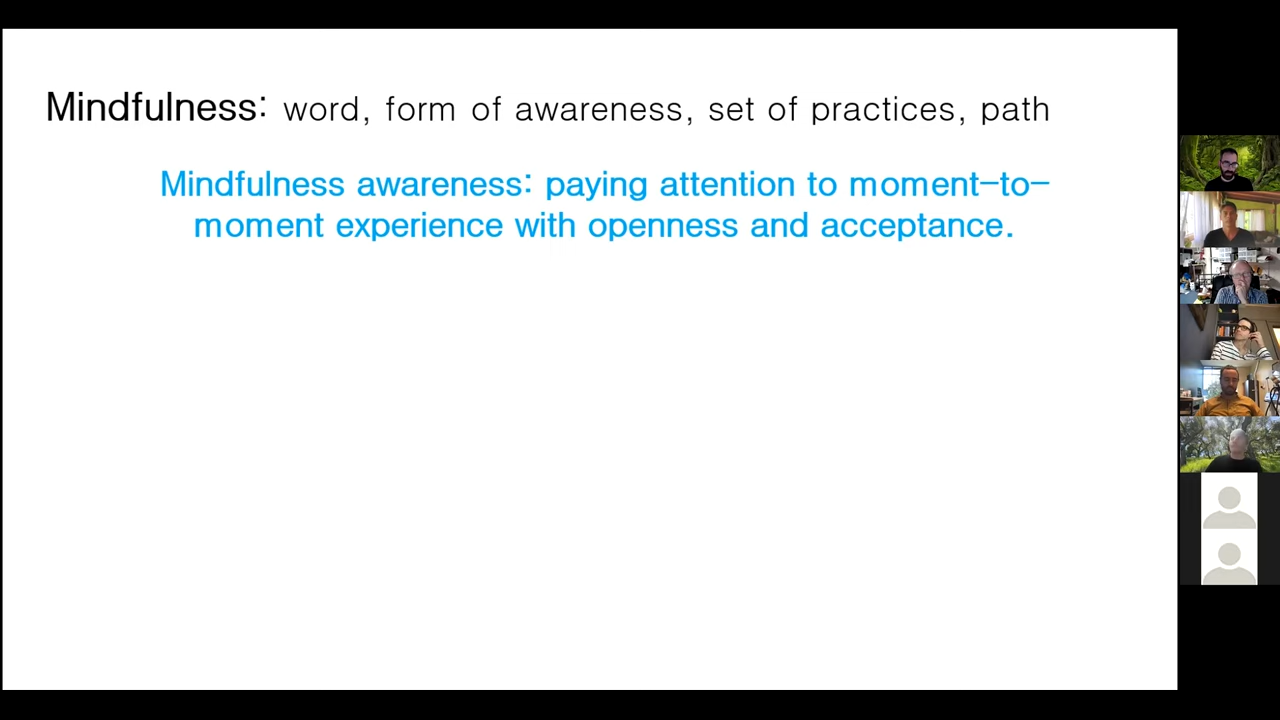 Mindfulness: word, form of awareness, set of practices, path
Mindfulness awareness: paying attention to moment-to-
moment experience with openness and acceptance.